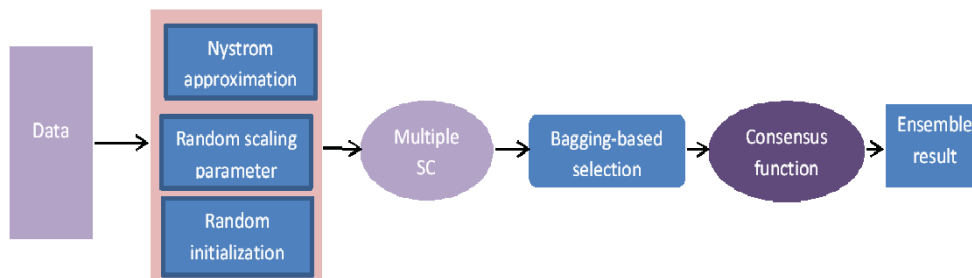 Data
Nystrom
approximation
Random scaling
parameter
Random
initialization
Multiple
SC
Bagging-based
selection
Consensus
function
Ensemble
result